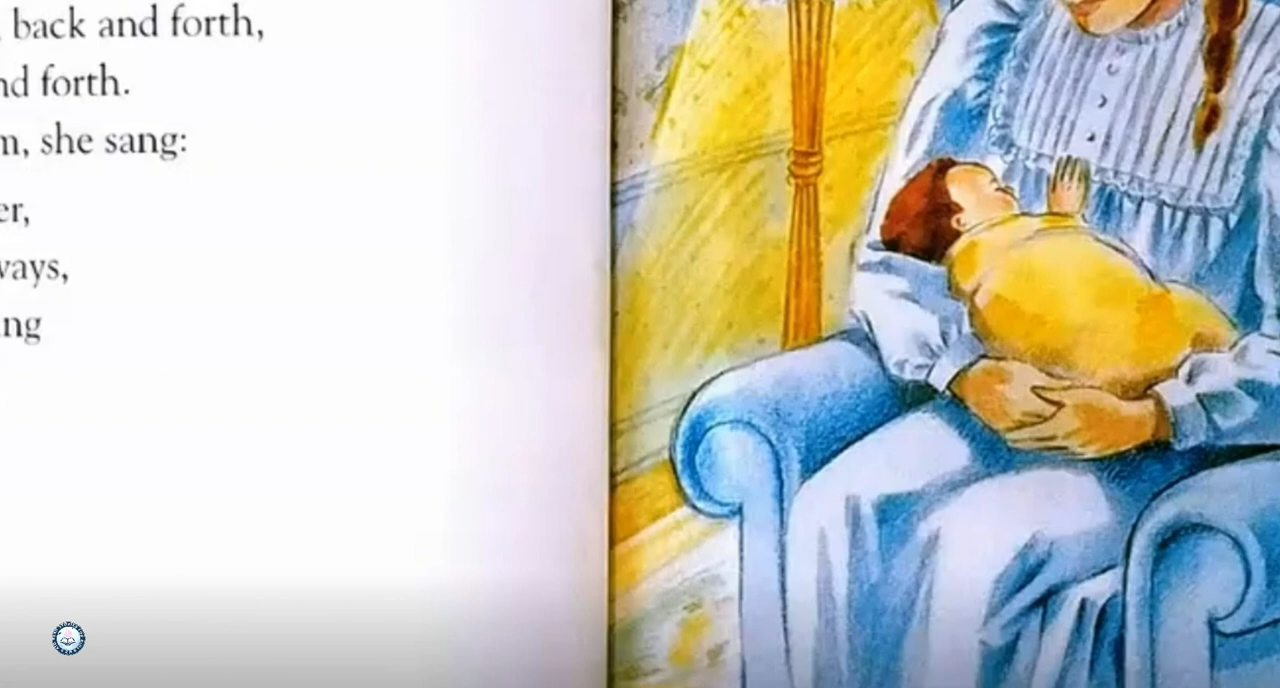 back and forth,
nd forth.
m, she sang:
er,
ways,
ng